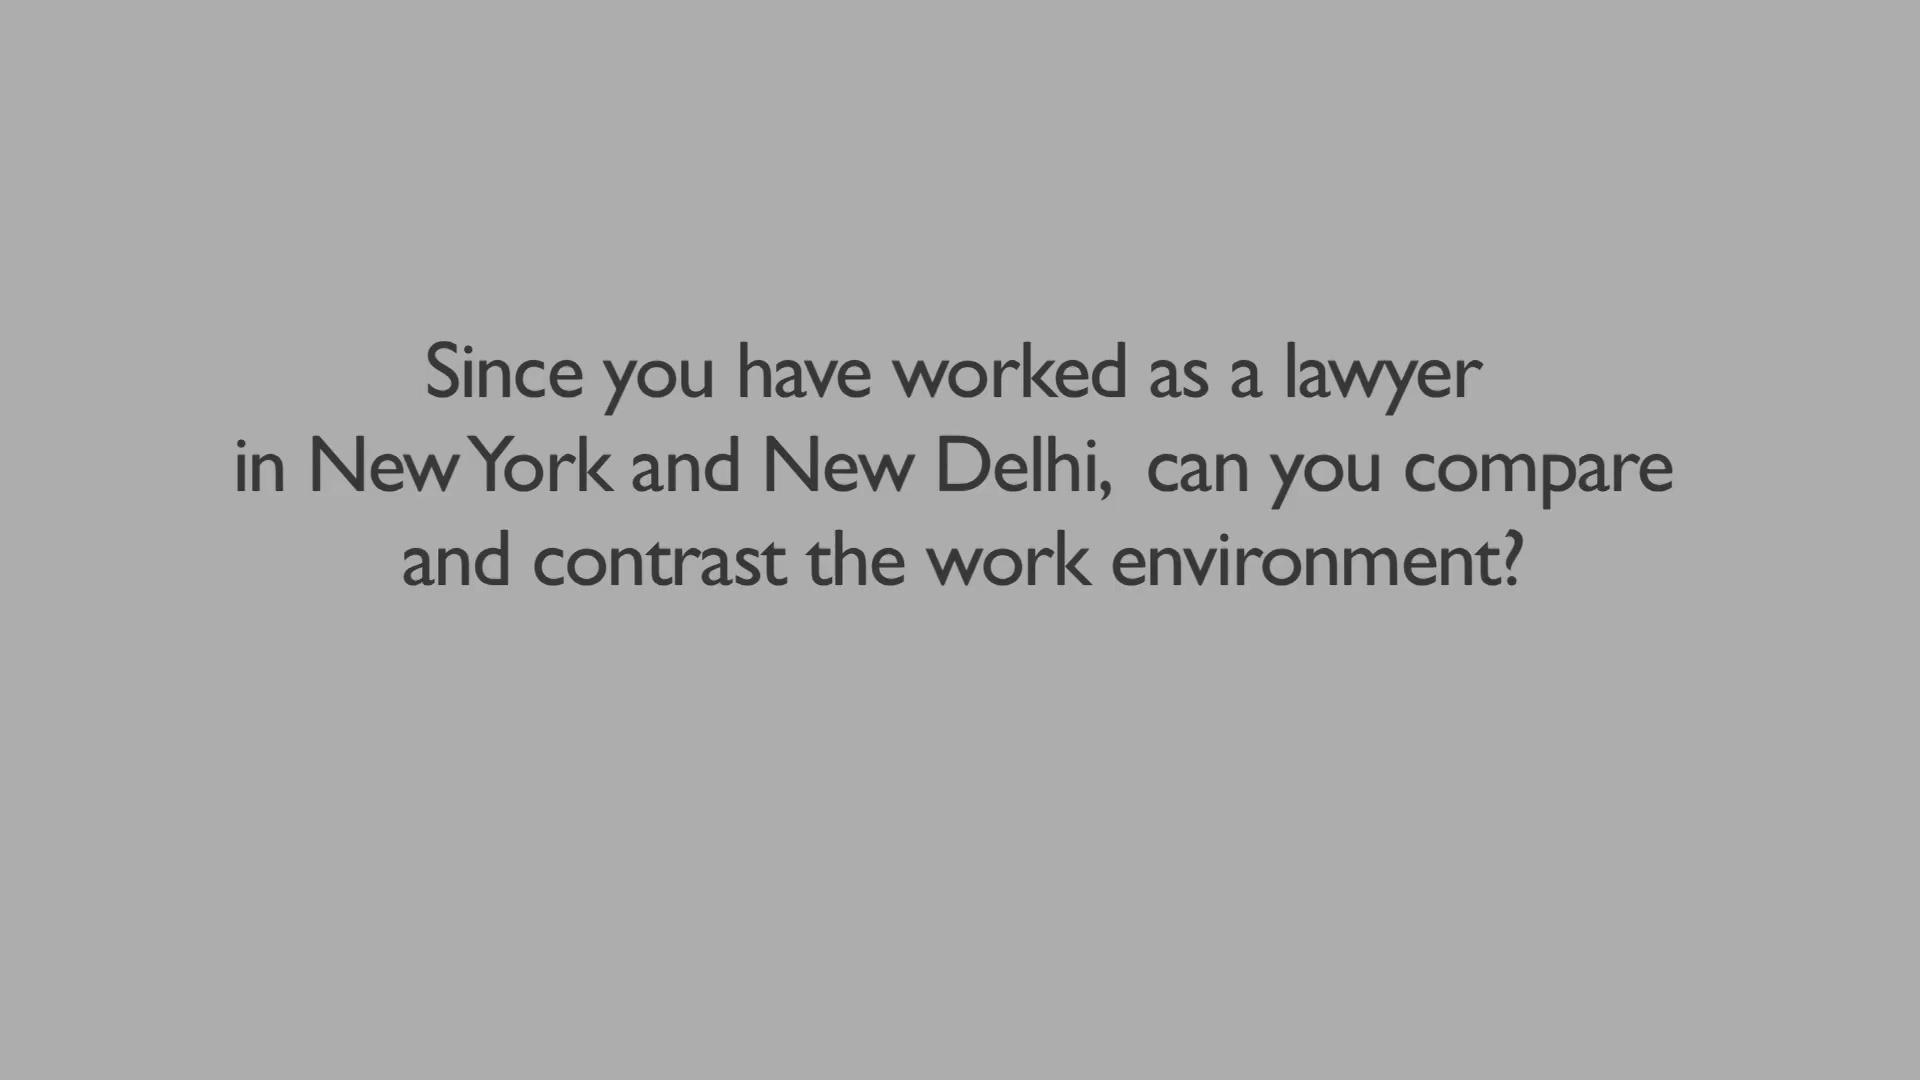 Since you have worked as a lawyer
in New York and New Delhi, can you compare
and contrast the work environment?